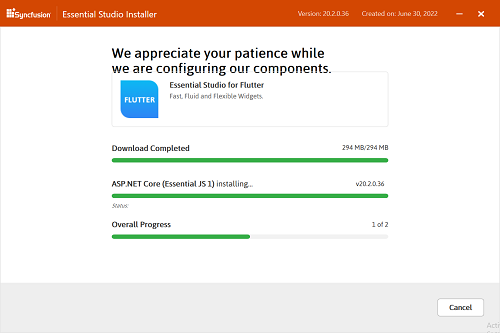 Syncfusion Essential Studio Installer Version: 20.2.0.36 Created on: June 30, 2022
We appreciate your patience while
we are configuring our components.
FLUTTER
Essential Studio for Flutter
Fast, Fluid and Flexible Widgets.
Download Completed 294 MB/294 MB
ASP.NET Core (Essential JS 1) installing... v20.2.0.36
Status:
Overall Progress 1 of 2
Cancel
Acti